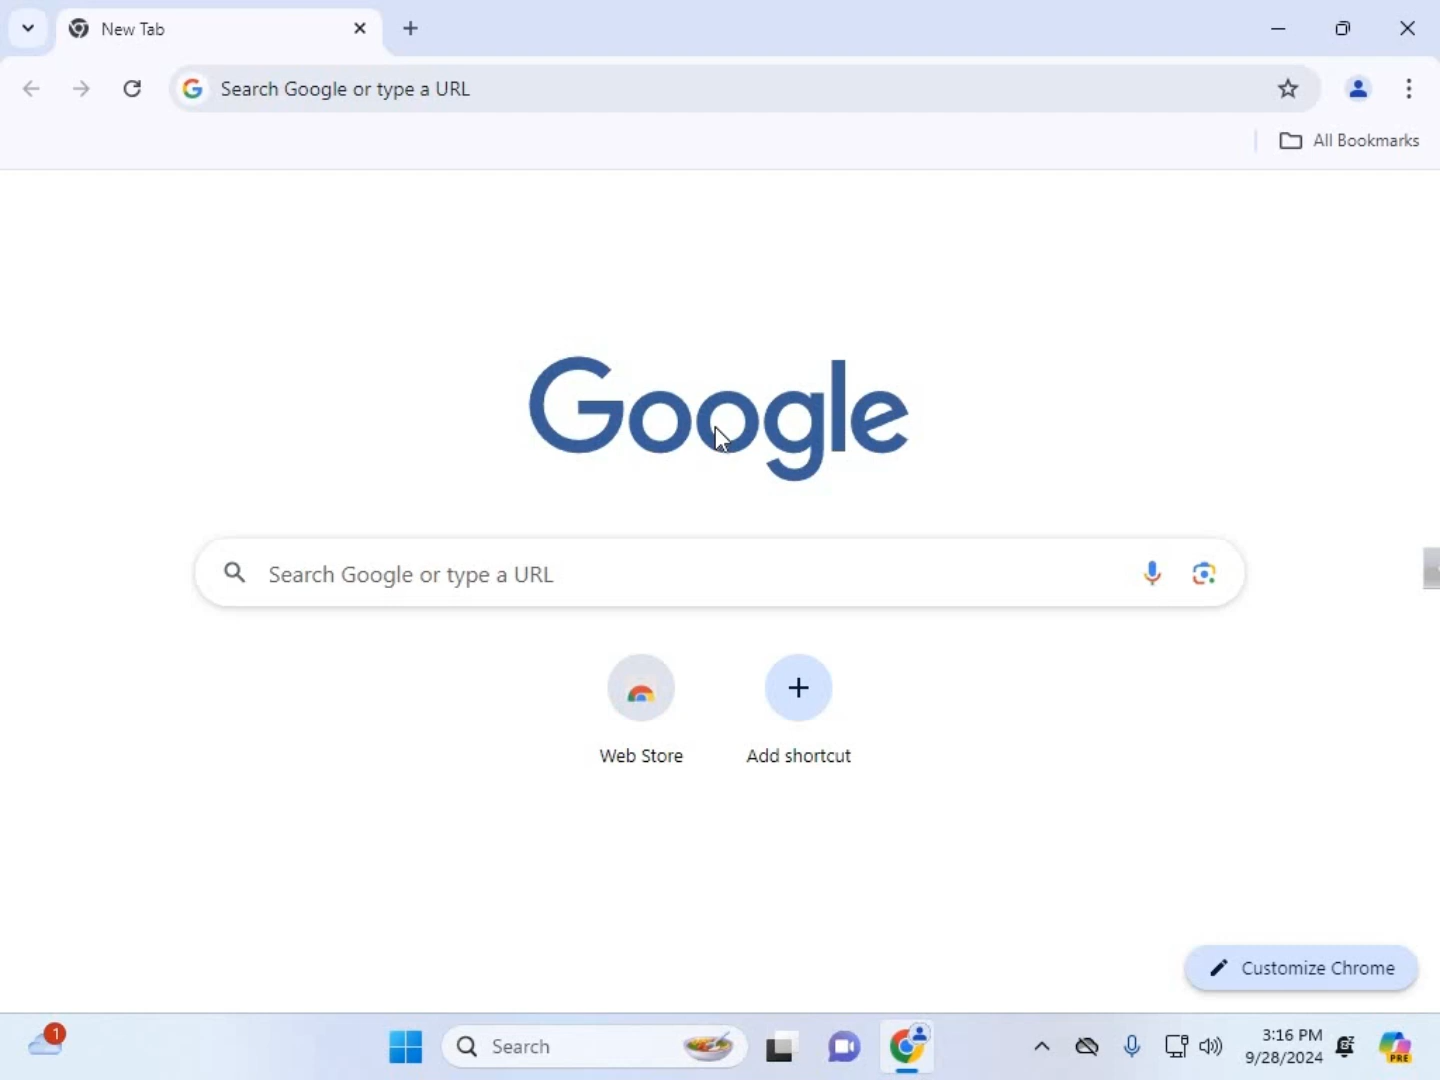 New Tab
Search Google or type a URL
All Bookmarks
Google
Search Google or type a URL
Web Store
Add shortcut
Customize Chrome
1
Search
3:16 PM
9/28/2024
PRE